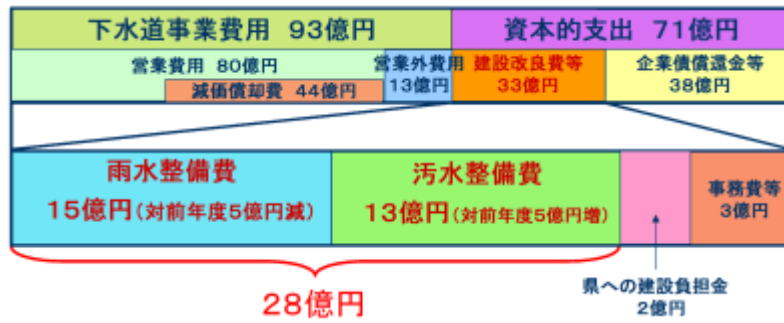 下水道事業費用 93億円
資本的支出 71億円
営業費用 80億円
減価償却費 44億円
営業外費用
13億円
建設改良費等
33億円
企業債償還金等
38億円
雨水整備費
15億円(対前年度5億円減)
汚水整備費
13億円(対前年度5億円増)
事務費等
3億円
県への建設負担金
2億円
28億円